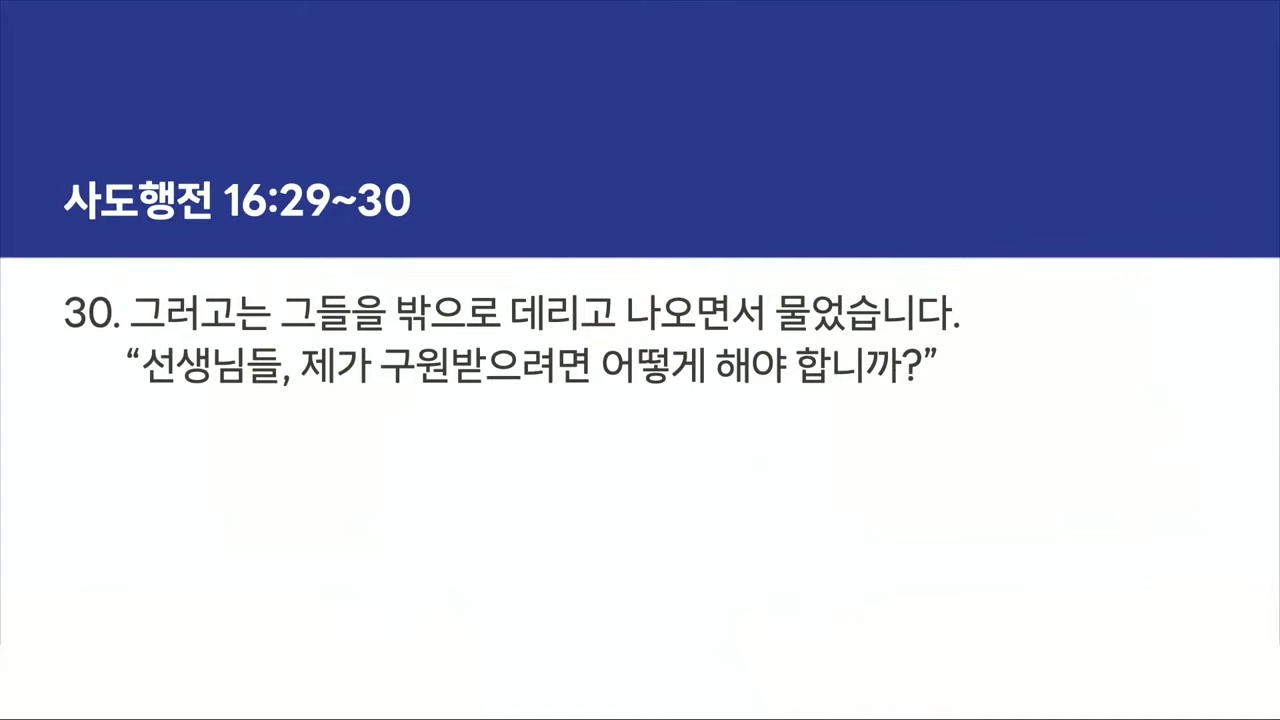 사도행전 16:29~30
30. 그러고는 그들을 밖으로 데리고 나오면서 물었습니다.
“선생님들, 제가 구원받으려면 어떻게 해야 합니까?”